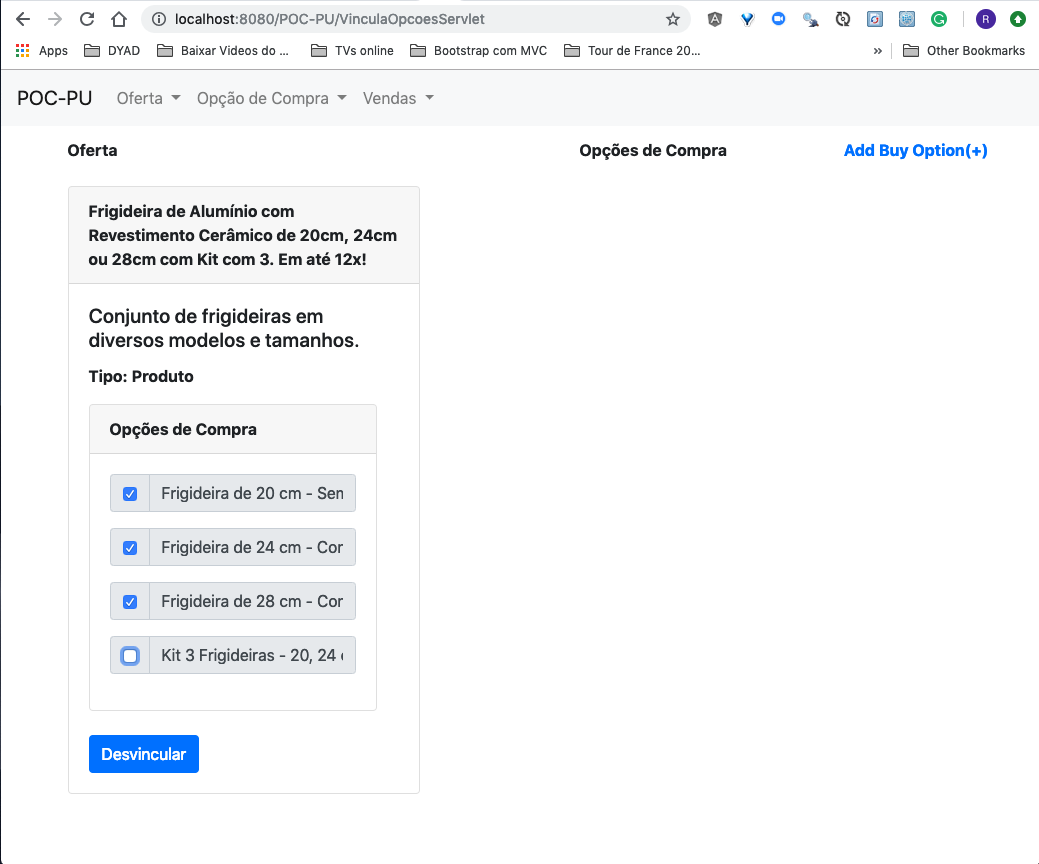 localhost:8080/POC-PU/VinculaOpcoesServlet
R
Apps DYAD Baixar Videos do ... TVs online Bootstrap com MVC Tour de France 20... » Other Bookmarks
POC-PU Oferta Opção de Compra Vendas
Oferta Opções de Compra Add Buy Option(+)
Frigideira de Alumínio com
Revestimento Cerâmico de 20cm, 24cm
ou 28cm com Kit com 3. Em até 12x!
Conjunto de frigideiras em
diversos modelos e tamanhos.
Tipo: Produto
Opções de Compra
Frigideira de 20 cm - Sen
Frigideira de 24 cm - Cor
Frigideira de 28 cm - Cor
Kit 3 Frigideiras - 20, 24
Desvincular